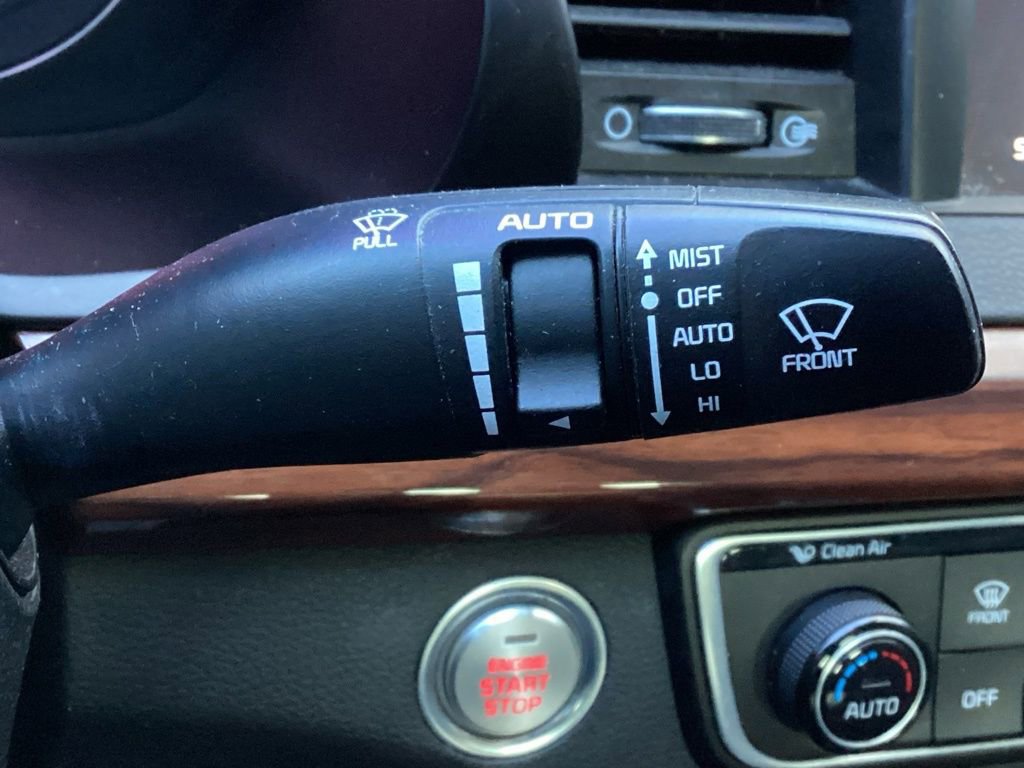 PULL
AUTO
MIST
OFF
AUTO
LO
HI
FRONT
Clean Air
FRONT
OFF
AUTO
ENGINE
START
STOP